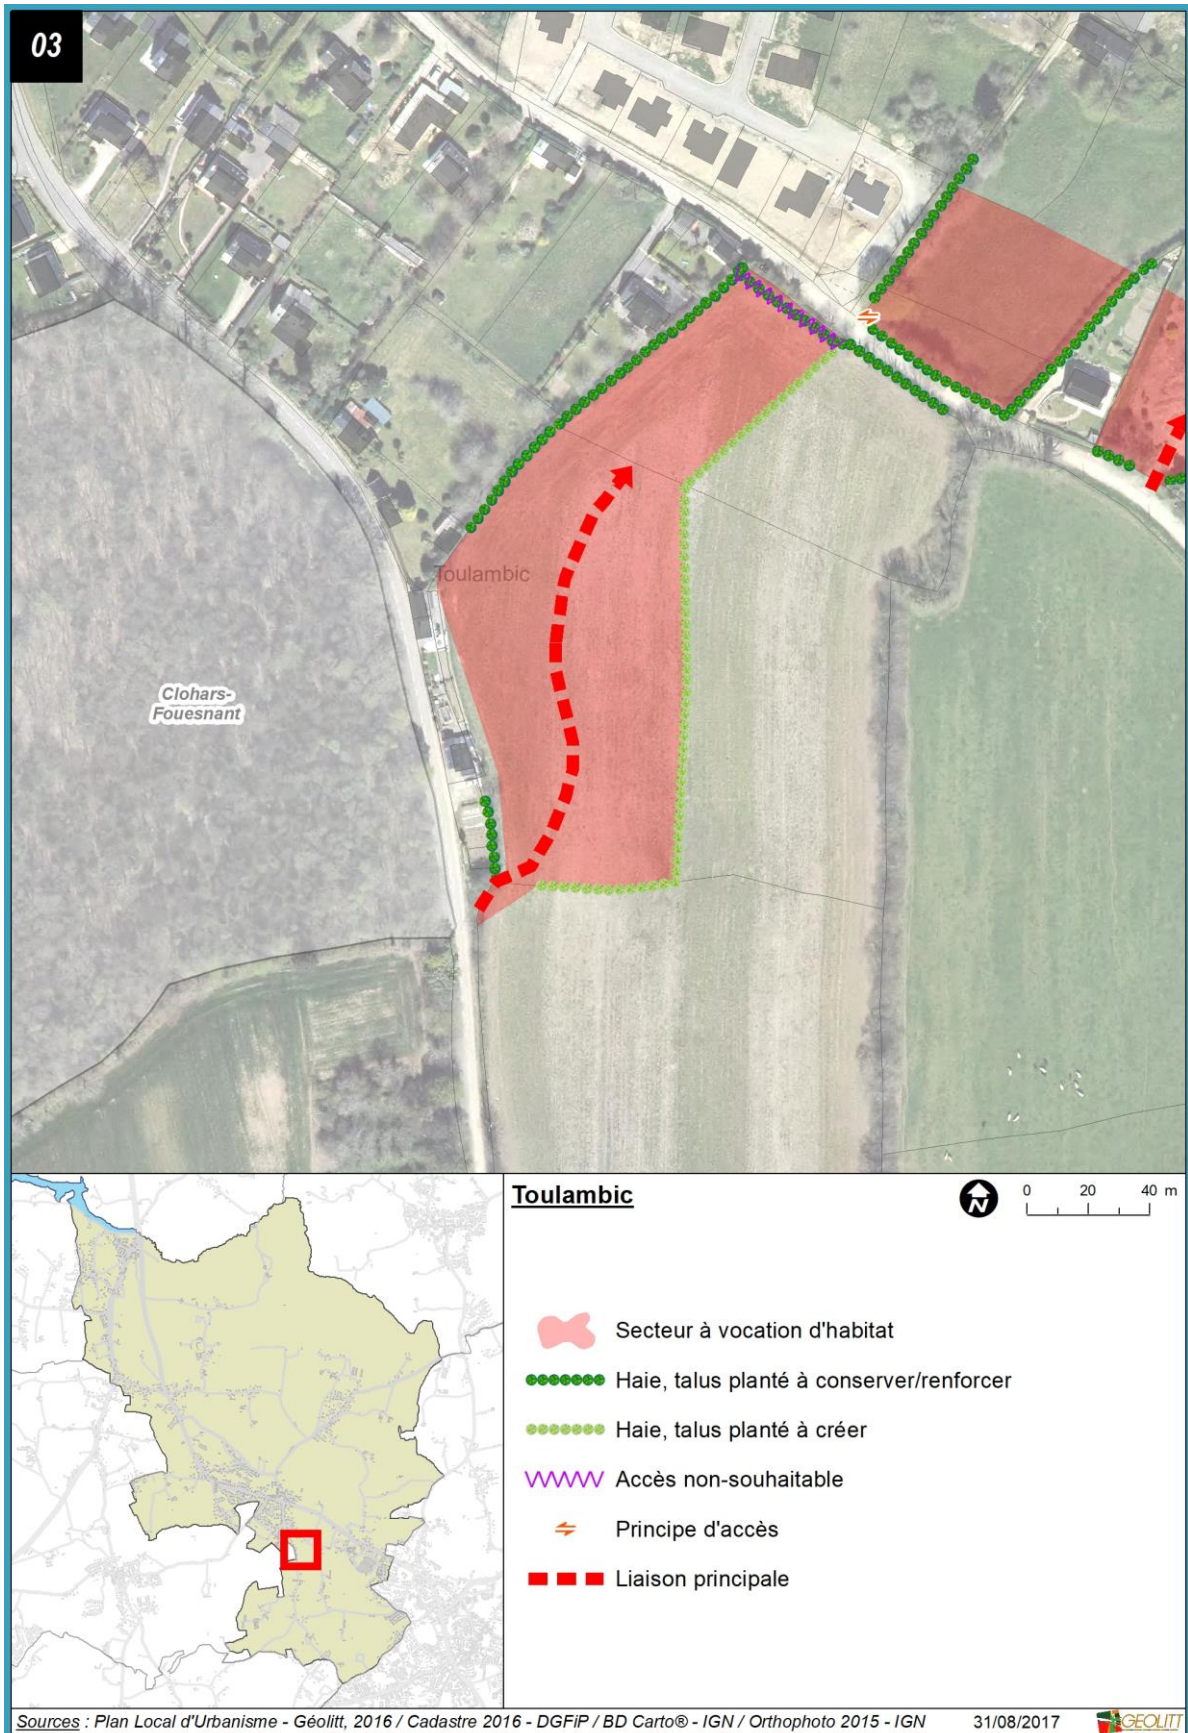 03
Toulambic
Clohars-
Fouesnant
Toulambic
N
0 20 40 m
Secteur à vocation d'habitat
Haie, talus planté à conserver/renforcer
Haie, talus planté à créer
Accès non-souhaitable
Principe d'accès
Liaison principale
Sources : Plan Local d'Urbanisme - Géolitt, 2016 / Cadastre 2016 - DGFiP / BD Carto® - IGN / Orthophoto 2015 - IGN 31/08/2017 GEOLITT